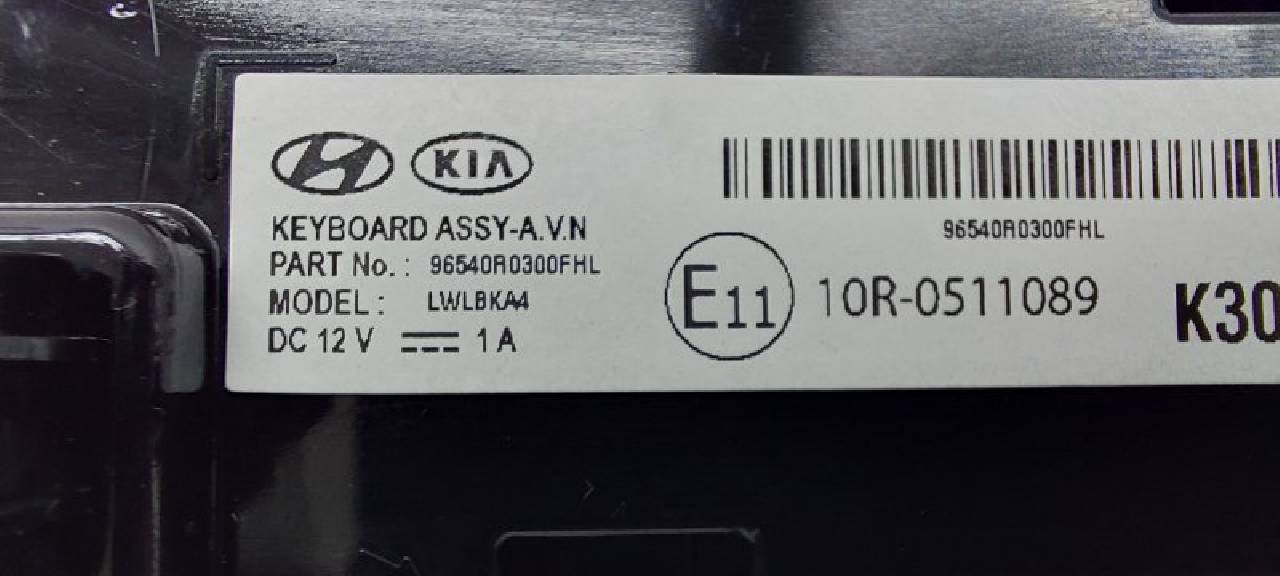 KIA
KEYBOARD ASSY-A.V.N
PART No. : 96540R0300FHL
MODEL : LWLBKA4
DC 12 V 1 A
96540R0300FHL
E11 10R-0511089
K30